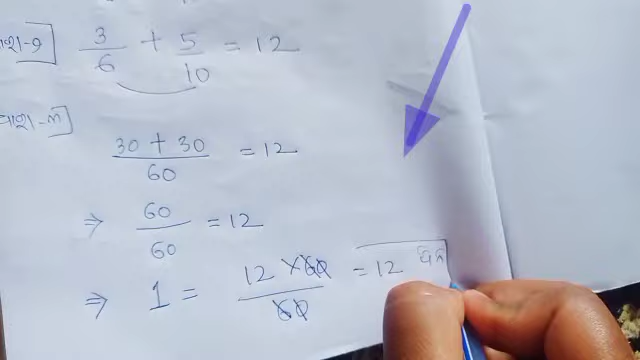 3/6 + 5/10 = 12
30 + 30/60 = 12
⇒ 60/60 = 12
⇒ 1 = 12 × 60/60 = 12